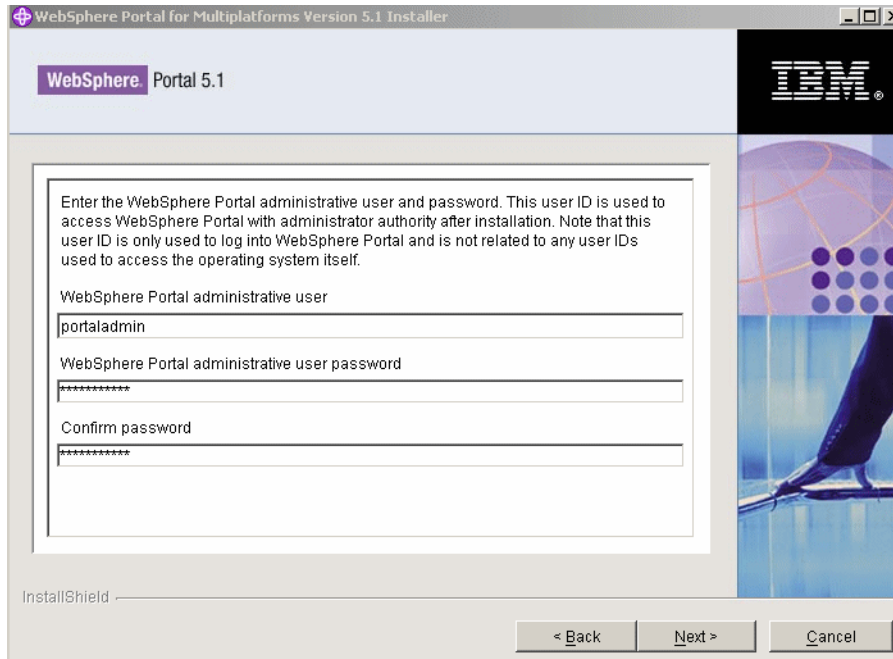 WebSphere Portal for Multiplatforms Version 5.1 Installer
WebSphere. Portal 5.1
IBM®
Enter the WebSphere Portal administrative user and password. This user ID is used to
access WebSphere Portal with administrator authority after installation. Note that this
user ID is only used to log into WebSphere Portal and is not related to any user IDs
used to access the operating system itself.
WebSphere Portal administrative user
portaladmin
WebSphere Portal administrative user password
***********
Confirm password
***********
InstallShield
< Back
Next >
Cancel